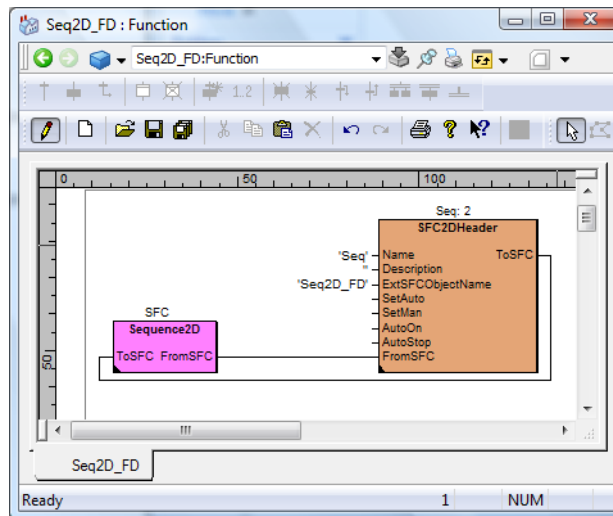 Seq2D_FD : Function
Seq2D_FD:Function
1.2
0 50 100
Seq: 2
SFC2DHeader
'Seq' Name ToSFC
'' Description
'Seq2D_FD' ExtSFCObjectName
SetAuto
SFC SetMan
Sequence2D AutoOn
AutoStop
ToSFC FromSFC FromSFC
50
Seq2D_FD
Ready 1 NUM